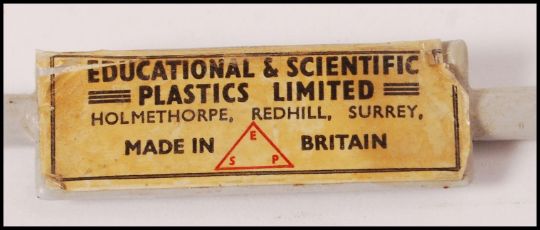 EDUCATIONAL & SCIENTIFIC
PLASTICS LIMITED
HOLMETHORPE, REDHILL, SURREY,
MADE IN BRITAIN
E
S P